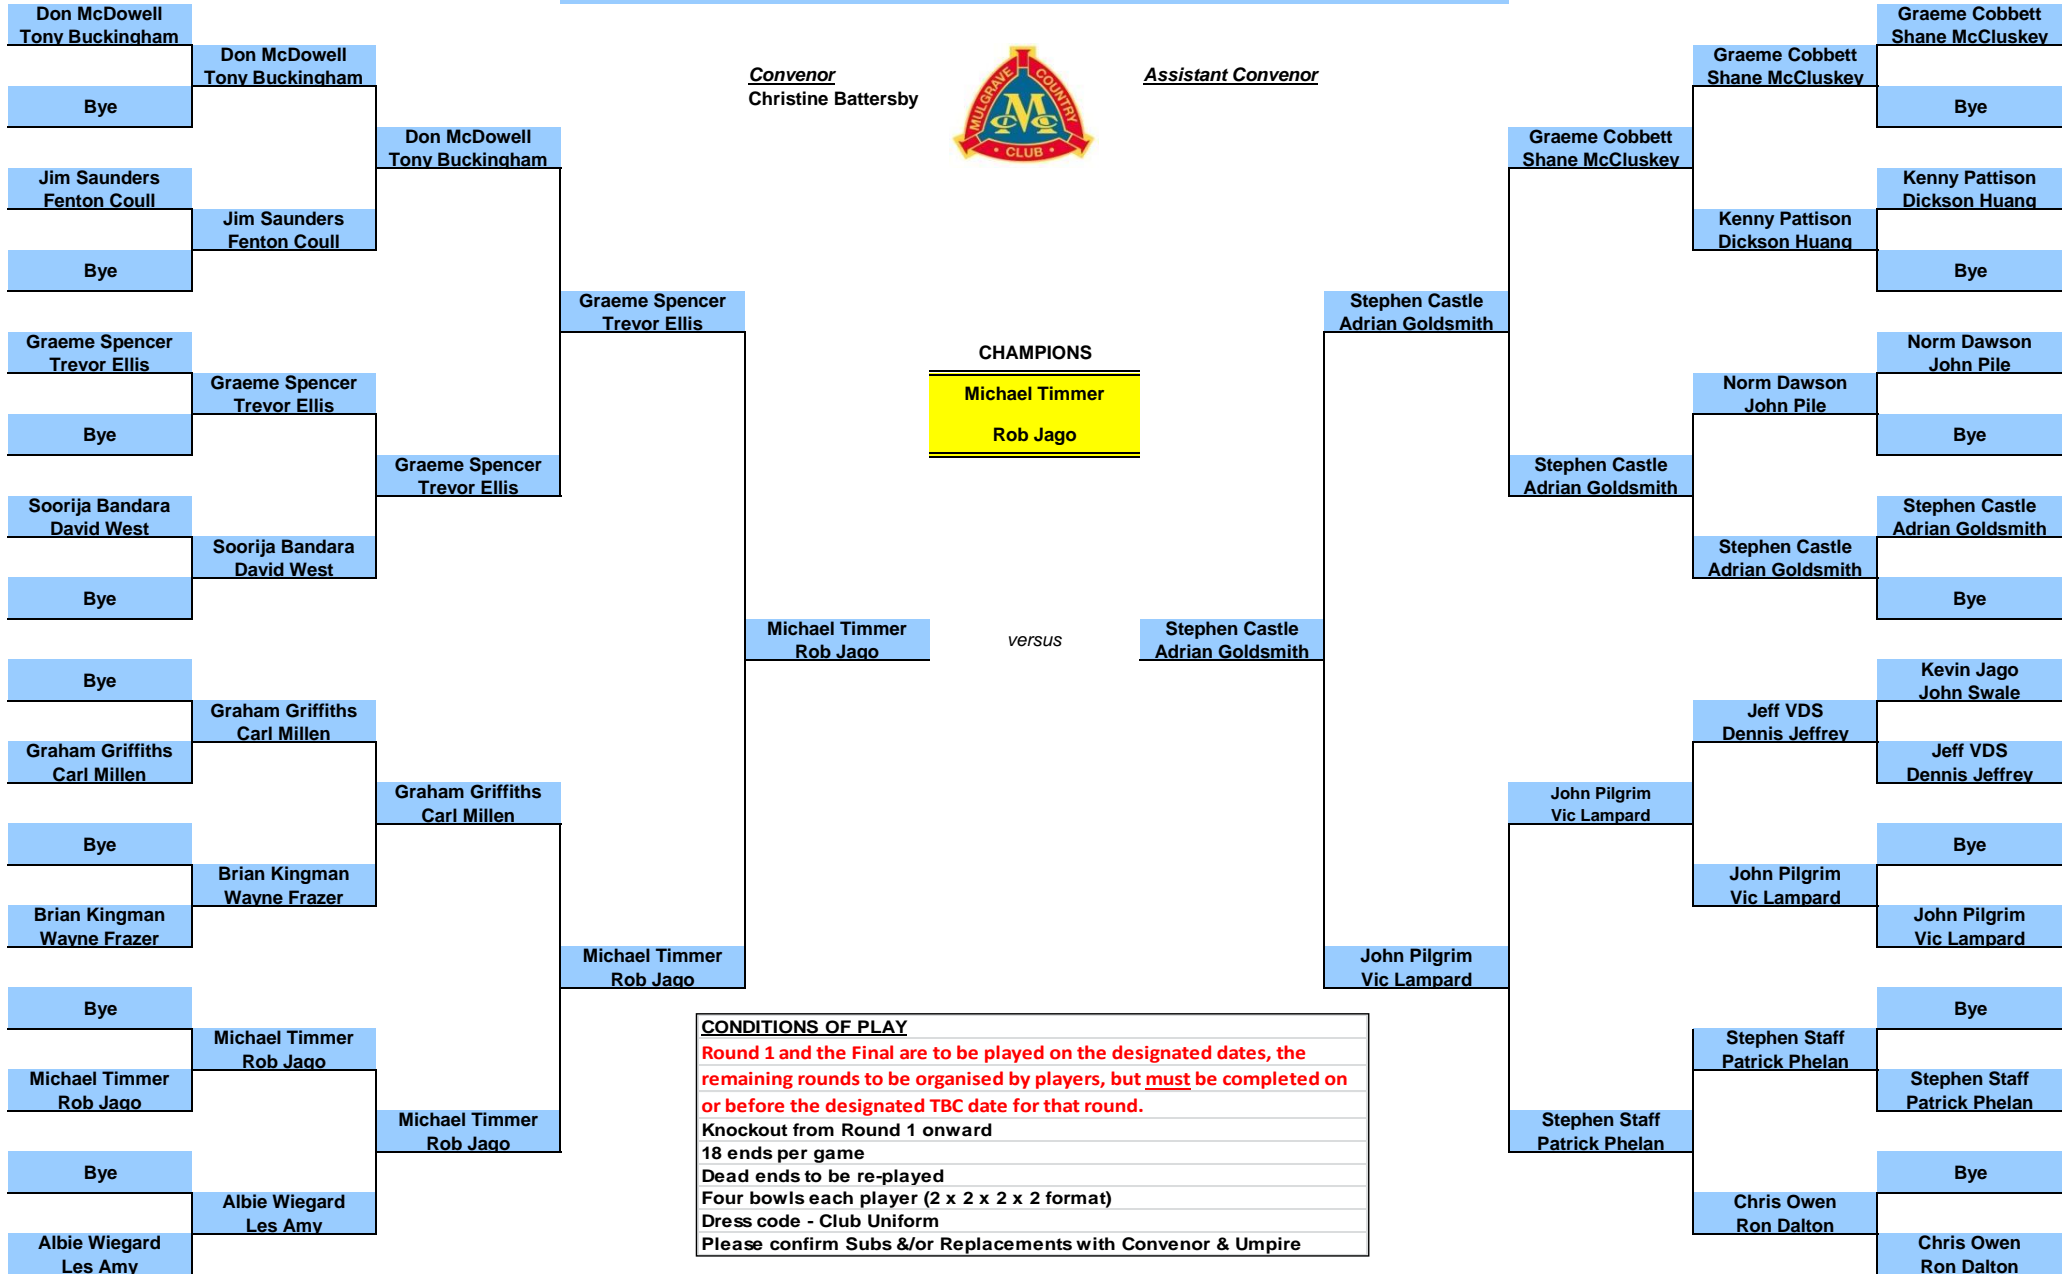 Don McDowell
Tony Buckingham
Bye
Jim Saunders
Fenton Coull
Bye
Graeme Spencer
Trevor Ellis
Bye
Soorija Bandara
David West
Bye
Bye
Graham Griffiths
Carl Millen
Bye
Brian Kingman
Wayne Frazer
Bye
Michael Timmer
Rob Jago
Bye
Albie Wiegard
Les Amy
Don McDowell
Tony Buckingham
Jim Saunders
Fenton Coull
Graeme Spencer
Trevor Ellis
Soorija Bandara
David West
Graham Griffiths
Carl Millen
Brian Kingman
Wayne Frazer
Michael Timmer
Rob Jago
Albie Wiegard
Les Amy
Don McDowell
Tony Buckingham
Graeme Spencer
Trevor Ellis
Graham Griffiths
Carl Millen
Michael Timmer
Rob Jago
Graeme Spencer
Trevor Ellis
Michael Timmer
Rob Jago
Michael Timmer
Rob Jago
Convenor
Christine Battersby
MULGRAVE COUNTRY
MCC
• CLUB •
Assistant Convenor
CHAMPIONS
Michael Timmer
Rob Jago
versus
Stephen Castle
Adrian Goldsmith
Stephen Castle
Adrian Goldsmith
John Pilgrim
Vic Lampard
Graeme Cobbett
Shane McCluskey
Stephen Castle
Adrian Goldsmith
John Pilgrim
Vic Lampard
Stephen Staff
Patrick Phelan
Graeme Cobbett
Shane McCluskey
Kenny Pattison
Dickson Huang
Norm Dawson
John Pile
Stephen Castle
Adrian Goldsmith
Jeff VDS
Dennis Jeffrey
John Pilgrim
Vic Lampard
Stephen Staff
Patrick Phelan
Chris Owen
Ron Dalton
Graeme Cobbett
Shane McCluskey
Bye
Kenny Pattison
Dickson Huang
Bye
Norm Dawson
John Pile
Bye
Stephen Castle
Adrian Goldsmith
Bye
Kevin Jago
John Swale
Jeff VDS
Dennis Jeffrey
Bye
John Pilgrim
Vic Lampard
Bye
Stephen Staff
Patrick Phelan
Bye
Chris Owen
Ron Dalton
CONDITIONS OF PLAY
Round 1 and the Final are to be played on the designated dates, the
remaining rounds to be organised by players, but must be completed on
or before the designated TBC date for that round.
Knockout from Round 1 onward
18 ends per game
Dead ends to be re-played
Four bowls each player (2 x 2 x 2 x 2 format)
Dress code - Club Uniform
Please confirm Subs &/or Replacements with Convenor & Umpire